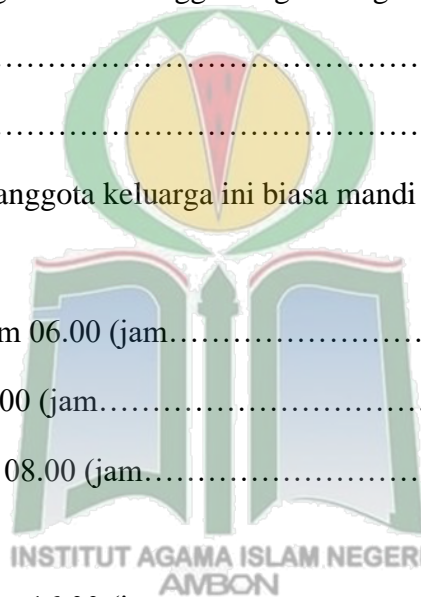 ……………………………………
……………………………………
anggota keluarga ini biasa mandi
m 06.00 (jam……………………
00 (jam…………………………
08.00 (jam………………………
INSTITUT AGAMA ISLAM NEGERI
AMBON